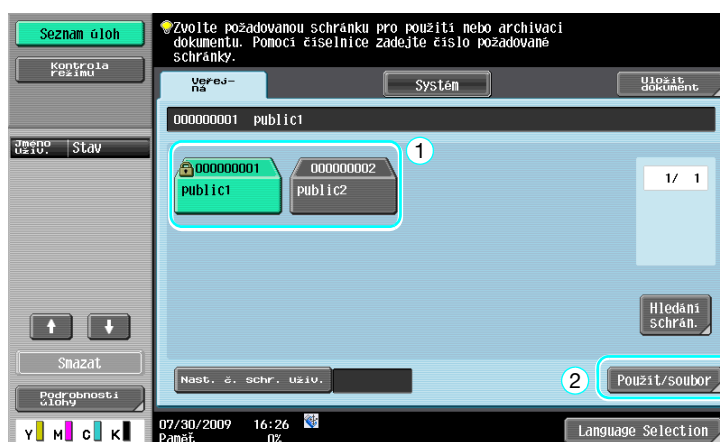 Seznam úloh
Kontrola
režimu
Jméno
uživ.
Stav
Smazat
Podrobnosti
úlohy
Y M C K
Zvolte požadovanou schránku pro použití nebo archivaci
dokumentu. Pomocí číselnice zadejte číslo požadované
schránky.
Veřej-
ná
Systém
Uložit
dokument
000000001 public1
1
000000001
public1
000000002
public2
1/ 1
Hledání
schrán.
Nast. č. schr. uživ.
2
Použít/soubor
07/30/2009 16:26
Paměť 0%
Language Selection